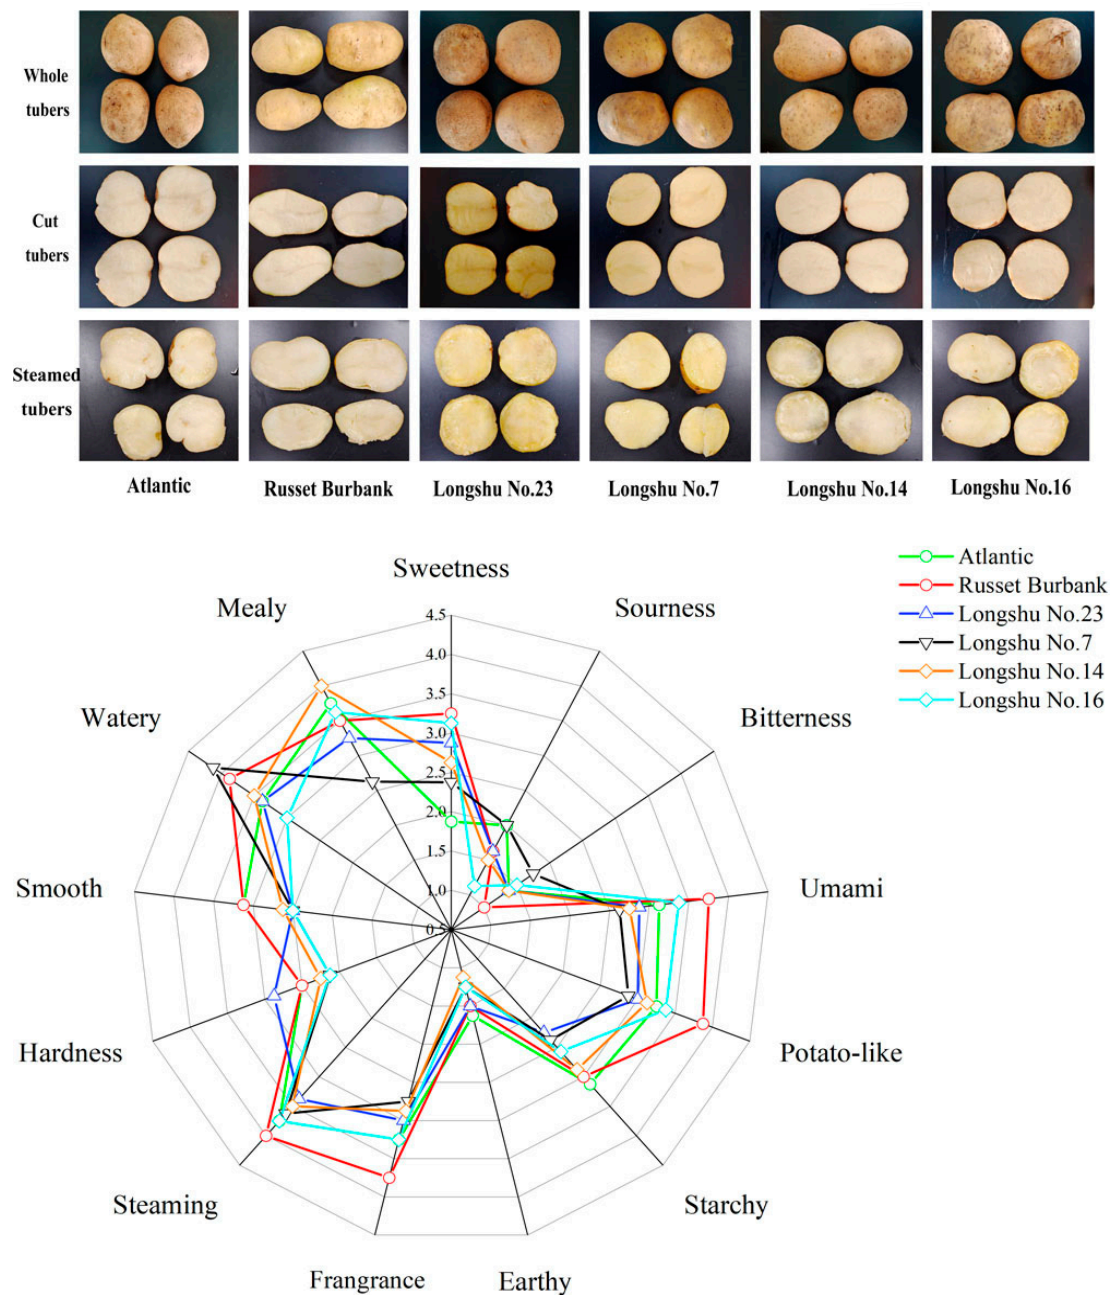 Whole
tubers
Cut
tubers
Steamed
tubers
Atlantic
Russet Burbank
Longshu No.23
Longshu No.7
Longshu No.14
Longshu No.16
Atlantic
Russet Burbank
Longshu No.23
Longshu No.7
Longshu No.14
Longshu No.16
Sweetness
Sourness
Bitterness
Umami
Potato-like
Starchy
Earthy
Frangrance
Steaming
Hardness
Smooth
Watery
Mealy
4.5
4.0
3.5
3.0
2.5
2.0
1.5
1.0
0.5